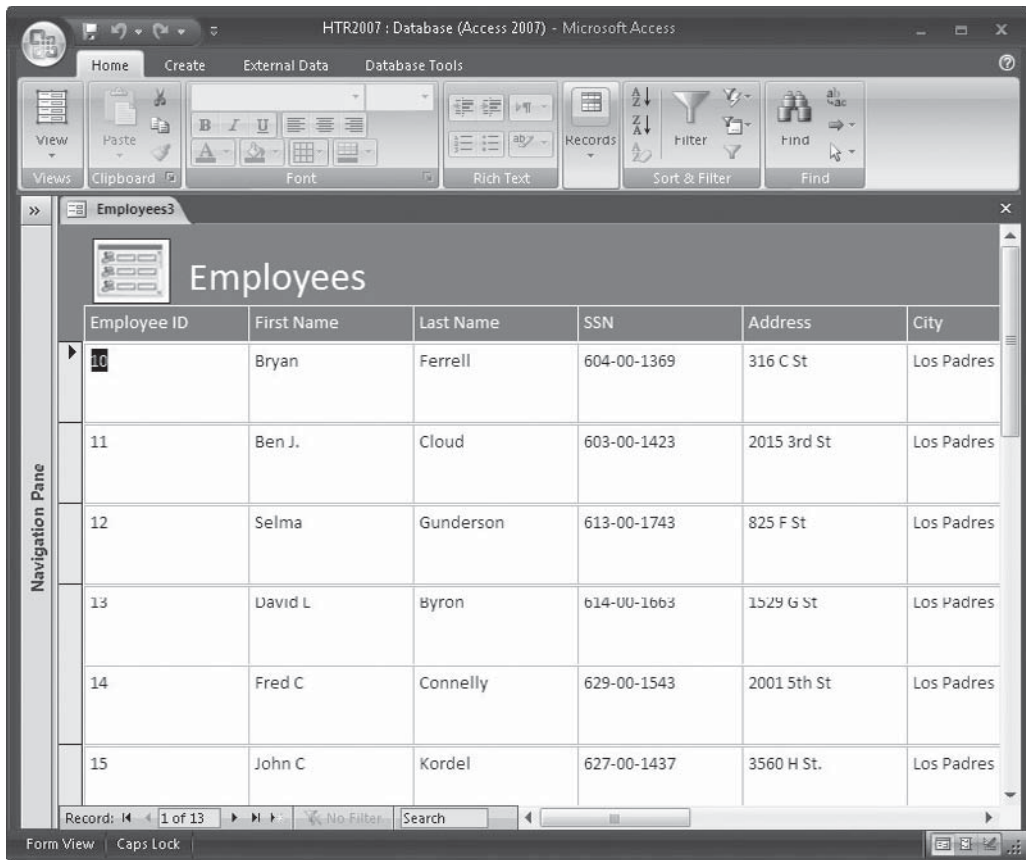 HTR2007 : Database (Access 2007) - Microsoft Access
Home Create External Data Database Tools
View Paste B I U A Records Filter Find
Views Clipboard Font Rich Text Sort & Filter Find
Employees3
Employees
Employee ID First Name Last Name SSN Address City
10 Bryan Ferrell 604-00-1369 316 C St Los Padres
11 Ben J. Cloud 603-00-1423 2015 3rd St Los Padres
12 Selma Gunderson 613-00-1743 825 F St Los Padres
13 David L Byron 614-00-1663 1529 G St Los Padres
14 Fred C Connelly 629-00-1543 2001 5th St Los Padres
15 John C Kordel 627-00-1437 3560 H St. Los Padres
Navigation Pane
Record: 1 of 13 No Filter Search
Form View Caps Lock